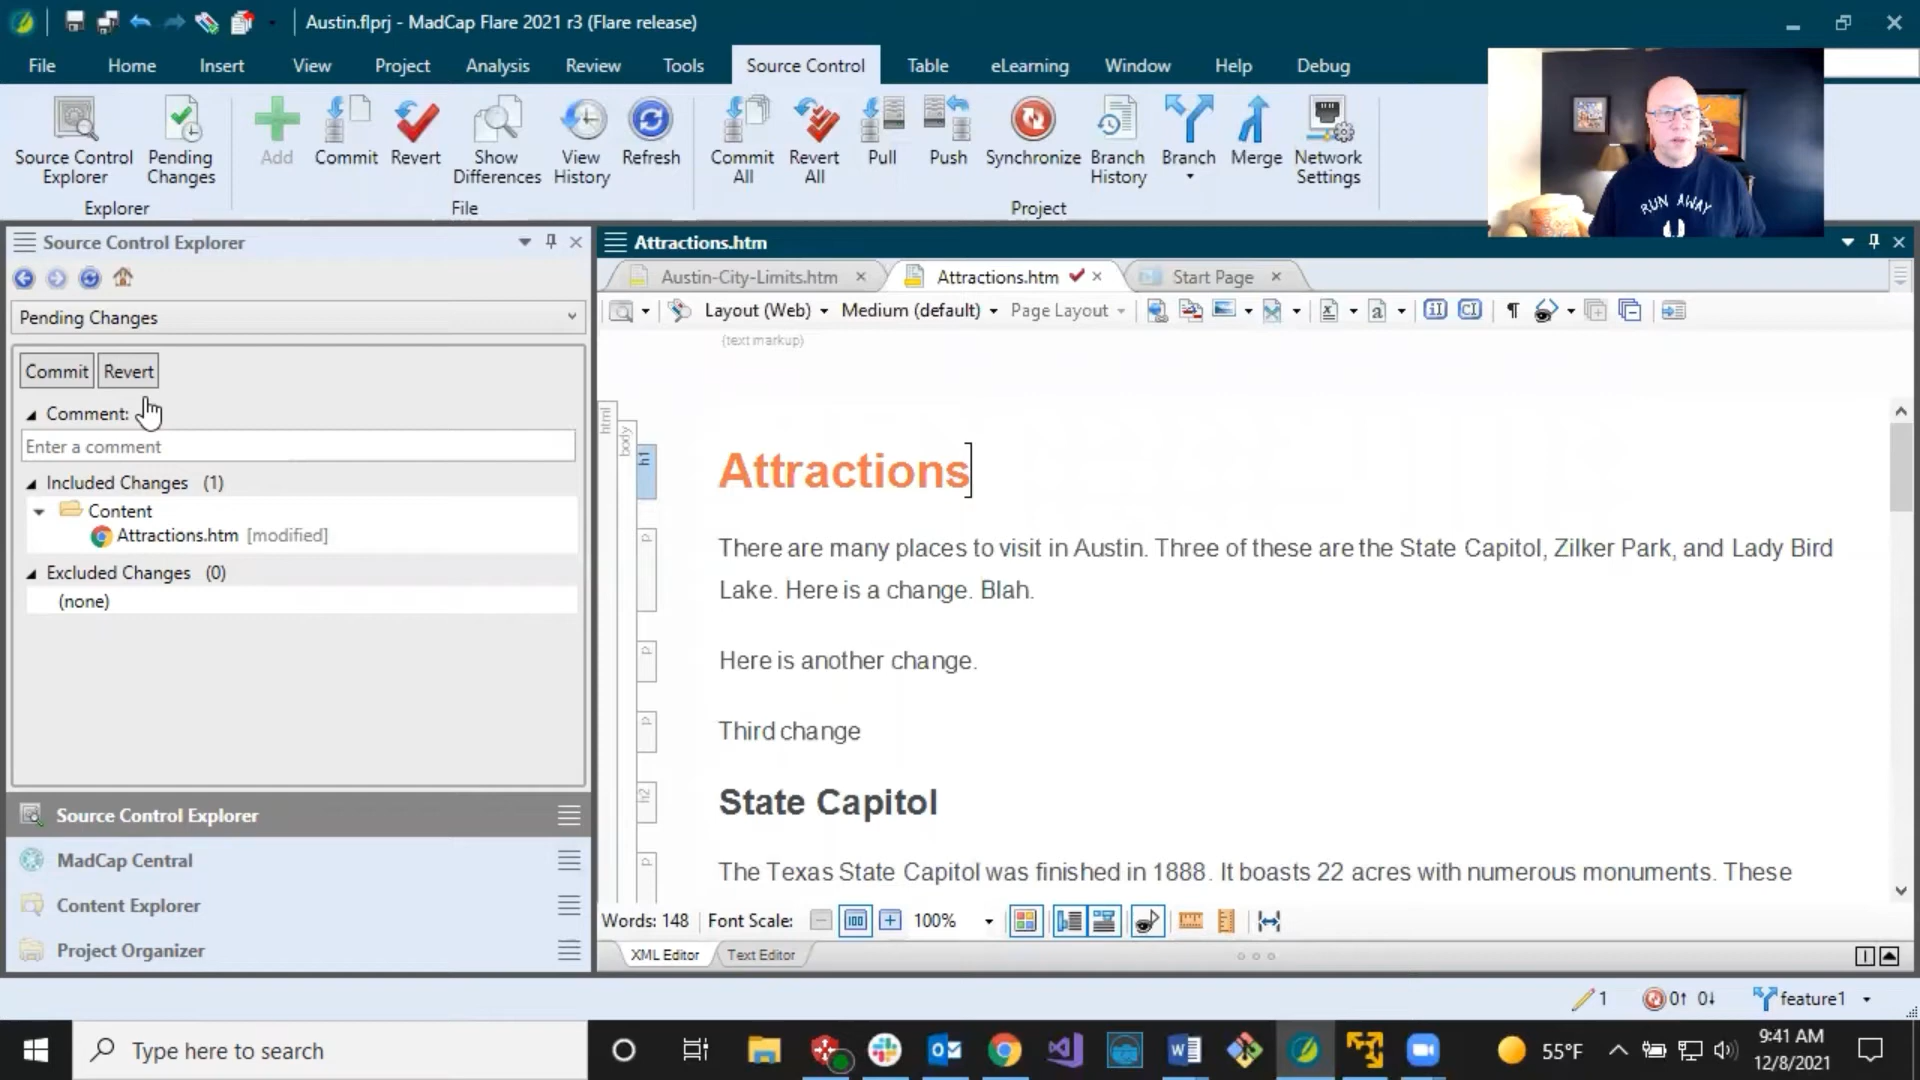 Austin.flprj - MadCap Flare 2021 r3 (Flare release)
File Home Insert View Project Analysis Review Tools Source Control Table eLearning Window Help Debug
Source Control Explorer
Pending Changes
Explorer
Add
Commit
Revert
Show Differences
View History
Refresh
File
Commit All
Revert All
Pull
Push
Synchronize
Branch History
Branch
Merge
Network Settings
Project
RUN AWAY
Source Control Explorer
Pending Changes
Commit Revert
Comment:
Enter a comment
Included Changes (1)
Content
Attractions.htm [modified]
Excluded Changes (0)
(none)
Source Control Explorer
MadCap Central
Content Explorer
Project Organizer
Attractions.htm
Austin-City-Limits.htm Attractions.htm Start Page
Layout (Web) Medium (default) Page Layout
(text markup)
html
body
h1
Attractions
p
There are many places to visit in Austin. Three of these are the State Capitol, Zilker Park, and Lady Bird
Lake. Here is a change. Blah.
p
Here is another change.
p
Third change
h2
State Capitol
p
The Texas State Capitol was finished in 1888. It boasts 22 acres with numerous monuments. These
Words: 148 Font Scale: 100 100%
XML Editor Text Editor
1 0 0 feature1
Type here to search
55°F
9:41 AM
12/8/2021